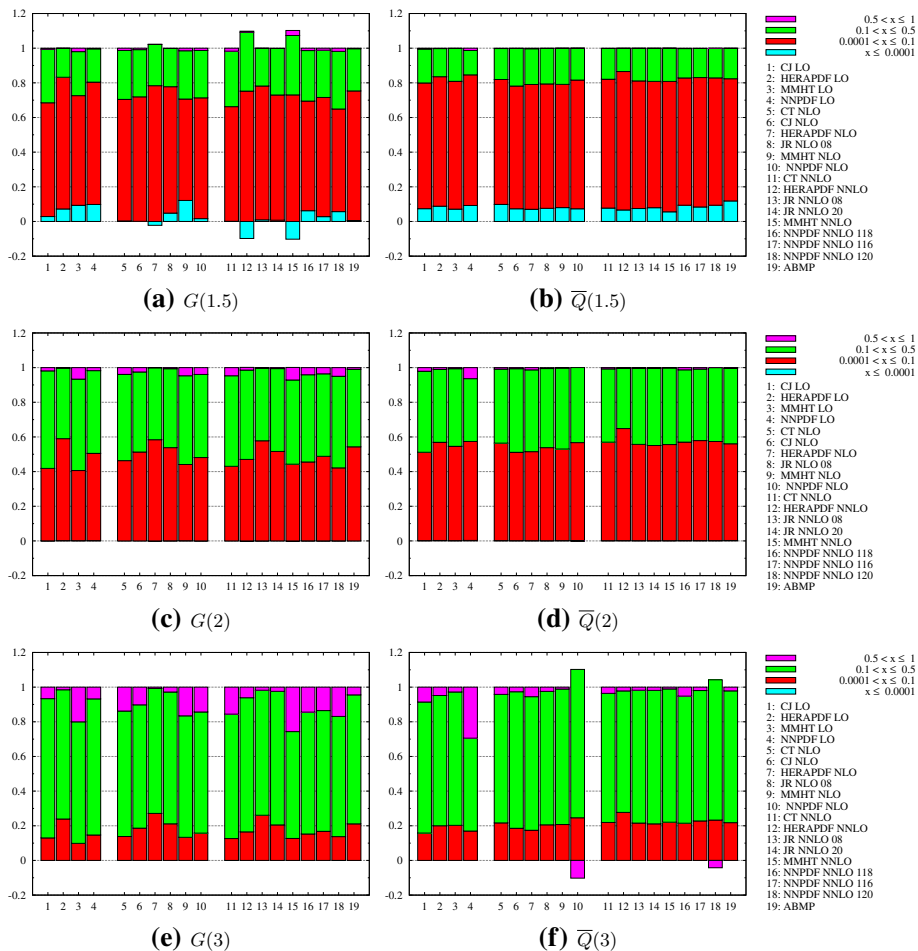 1.2
1
0.8
0.6
0.4
0.2
0
-0.2
1 2 3 4 5 6 7 8 9 10 11 12 13 14 15 16 17 18 19
(a) G(1.5)
1.2
1
0.8
0.6
0.4
0.2
0
-0.2
1 2 3 4 5 6 7 8 9 10 11 12 13 14 15 16 17 18 19
(b) Q̅(1.5)
0.5 < x ≤ 1
0.1 < x ≤ 0.5
0.0001 < x ≤ 0.1
x ≤ 0.0001
1: CJ LO
2: HERAPDF LO
3: MMHT LO
4: NNPDF LO
5: CT NLO
6: CJ NLO
7: HERAPDF NLO
8: JR NLO 08
9: MMHT NLO
10: NNPDF NLO
11: CT NNLO
12: HERAPDF NNLO
13: JR NNLO 08
14: JR NNLO 20
15: MMHT NNLO
16: NNPDF NNLO 118
17: NNPDF NNLO 116
18: NNPDF NNLO 120
19: ABMP
1.2
1
0.8
0.6
0.4
0.2
0
-0.2
1 2 3 4 5 6 7 8 9 10 11 12 13 14 15 16 17 18 19
(c) G(2)
1.2
1
0.8
0.6
0.4
0.2
0
-0.2
1 2 3 4 5 6 7 8 9 10 11 12 13 14 15 16 17 18 19
(d) Q̅(2)
0.5 < x ≤ 1
0.1 < x ≤ 0.5
0.0001 < x ≤ 0.1
x ≤ 0.0001
1: CJ LO
2: HERAPDF LO
3: MMHT LO
4: NNPDF LO
5: CT NLO
6: CJ NLO
7: HERAPDF NLO
8: JR NLO 08
9: MMHT NLO
10: NNPDF NLO
11: CT NNLO
12: HERAPDF NNLO
13: JR NNLO 08
14: JR NNLO 20
15: MMHT NNLO
16: NNPDF NNLO 118
17: NNPDF NNLO 116
18: NNPDF NNLO 120
19: ABMP
1.2
1
0.8
0.6
0.4
0.2
0
-0.2
1 2 3 4 5 6 7 8 9 10 11 12 13 14 15 16 17 18 19
(e) G(3)
1.2
1
0.8
0.6
0.4
0.2
0
-0.2
1 2 3 4 5 6 7 8 9 10 11 12 13 14 15 16 17 18 19
(f) Q̅(3)
0.5 < x ≤ 1
0.1 < x ≤ 0.5
0.0001 < x ≤ 0.1
x ≤ 0.0001
1: CJ LO
2: HERAPDF LO
3: MMHT LO
4: NNPDF LO
5: CT NLO
6: CJ NLO
7: HERAPDF NLO
8: JR NLO 08
9: MMHT NLO
10: NNPDF NLO
11: CT NNLO
12: HERAPDF NNLO
13: JR NNLO 08
14: JR NNLO 20
15: MMHT NNLO
16: NNPDF NNLO 118
17: NNPDF NNLO 116
18: NNPDF NNLO 120
19: ABMP